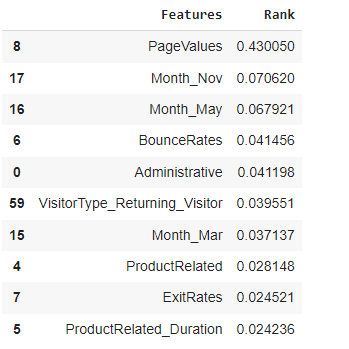 Features Rank
8 PageValues 0.430050
17 Month_Nov 0.070620
16 Month_May 0.067921
6 BounceRates 0.041456
0 Administrative 0.041198
59 VisitorType_Returning_Visitor 0.039551
15 Month_Mar 0.037137
4 ProductRelated 0.028148
7 ExitRates 0.024521
5 ProductRelated_Duration 0.024236